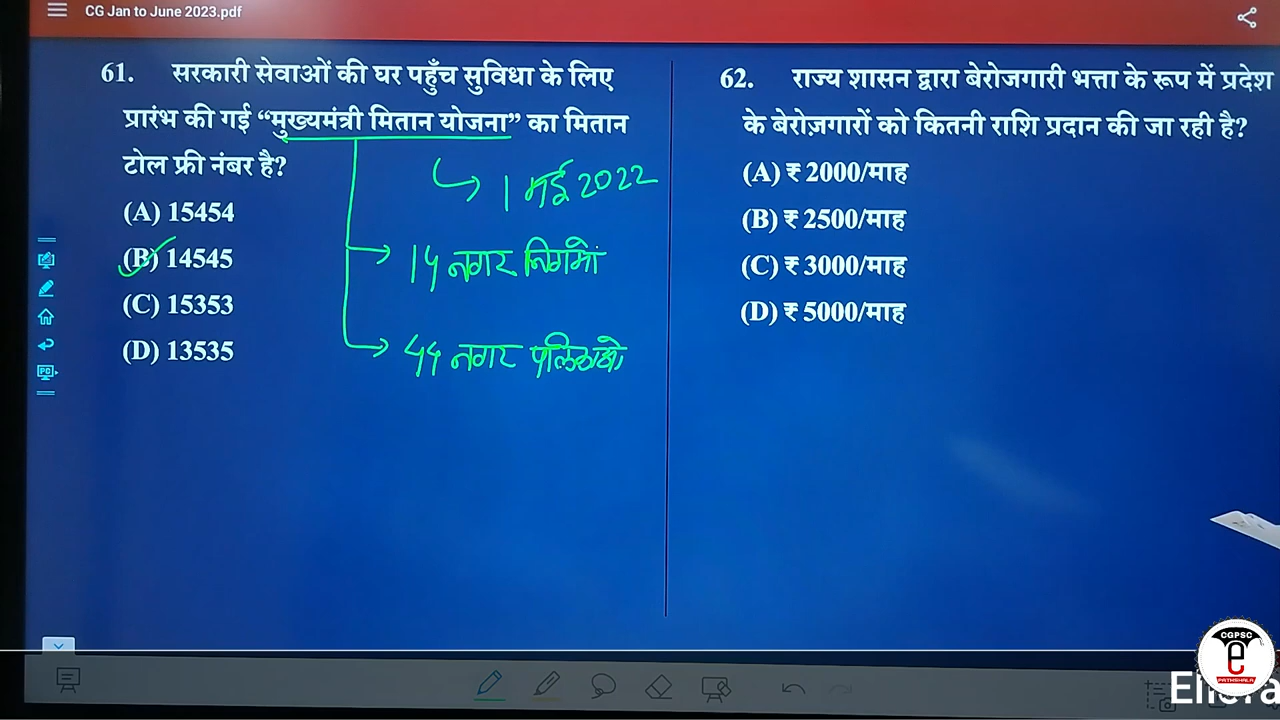 CG Jan to June 2023.pdf
61. सरकारी सेवाओं की घर पहुँच सुविधा के लिए
प्रारंभ की गई “मुख्यमंत्री मितान योजना” का मितान
टोल फ्री नंबर है?
(A) 15454
(B) 14545
(C) 15353
(D) 13535
1 मई 2022
14 नगर निगमो
44 नगर
62. राज्य शासन द्वारा बेरोजगारी भत्ता के रूप में प्रदेश
के बेरोज़गारों को कितनी राशि प्रदान की जा रही है?
(A) ₹ 2000/माह
(B) ₹ 2500/माह
(C) ₹ 3000/माह
(D) ₹ 5000/माह
CGPSC
e
PATHSHALA